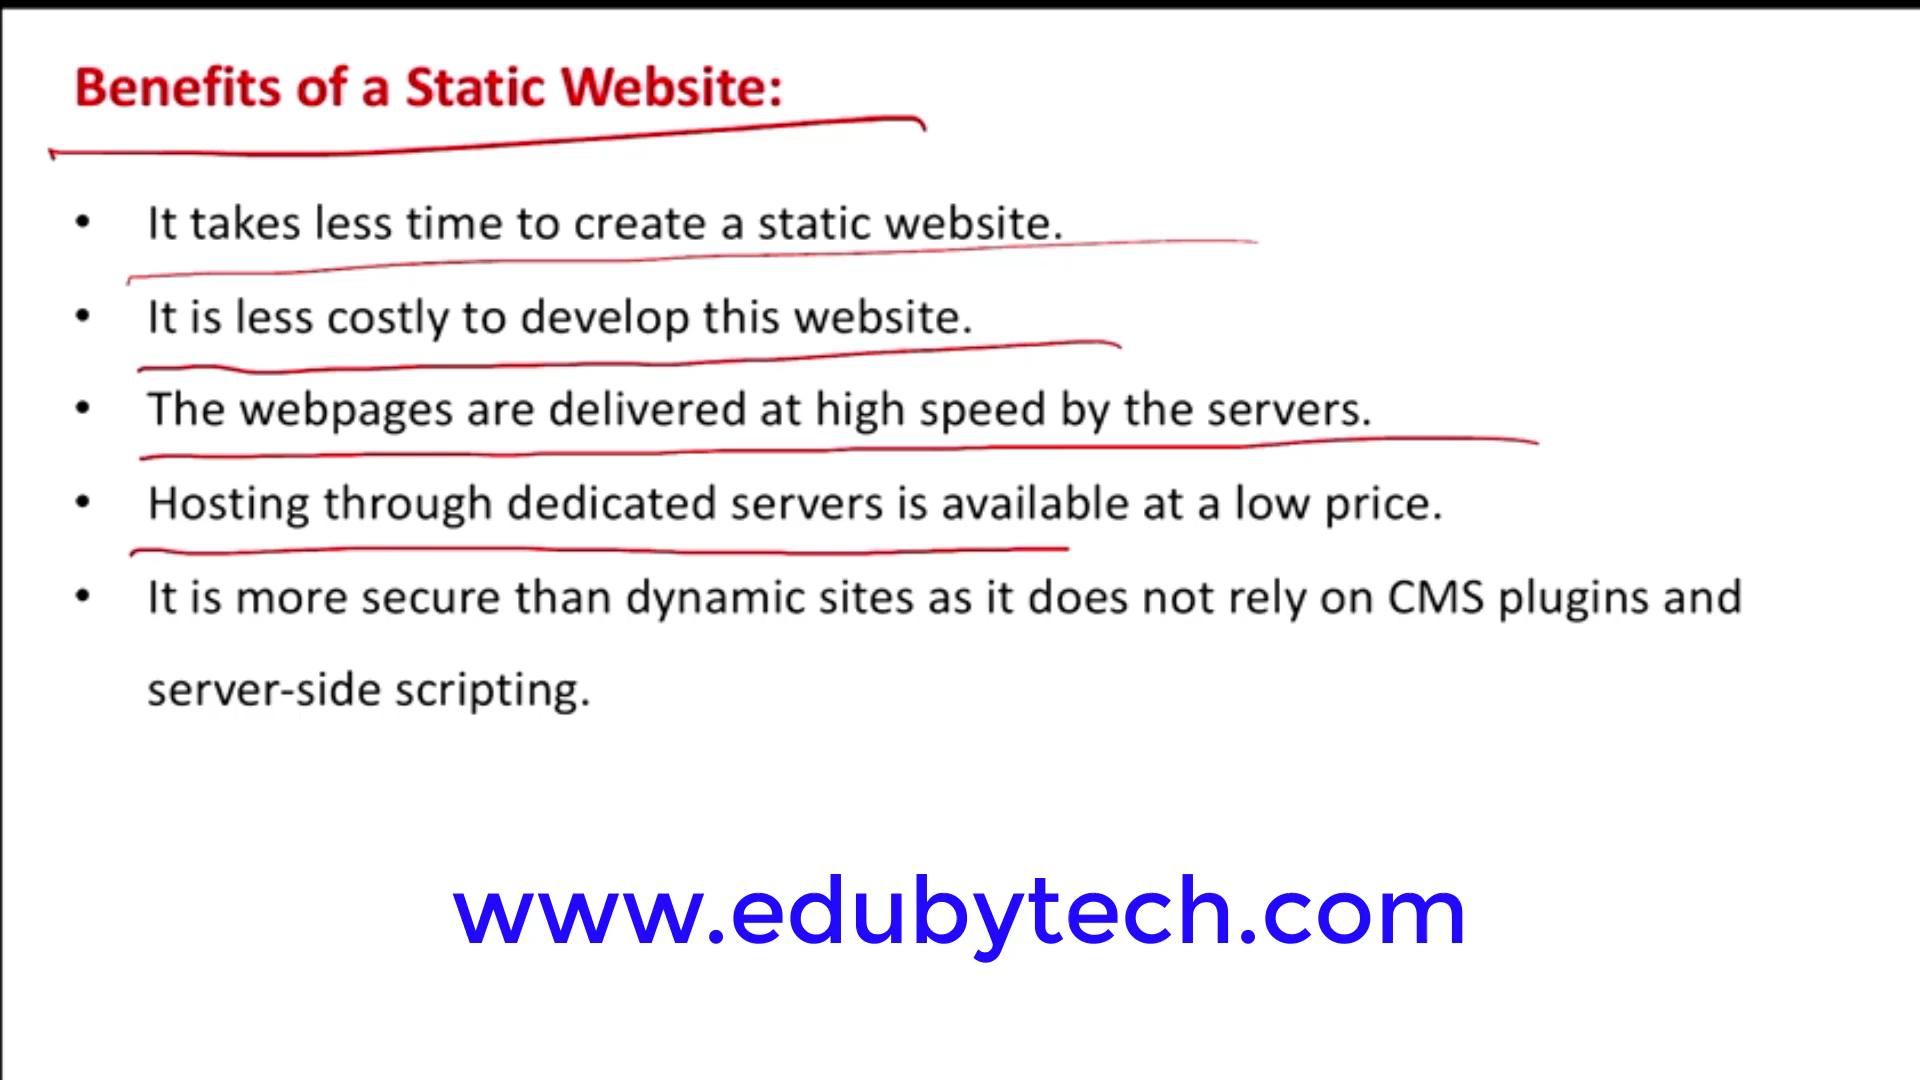 Benefits of a Static Website:
• It takes less time to create a static website.
• It is less costly to develop this website.
• The webpages are delivered at high speed by the servers.
• Hosting through dedicated servers is available at a low price.
• It is more secure than dynamic sites as it does not rely on CMS plugins and
server-side scripting.
www.edubytech.com